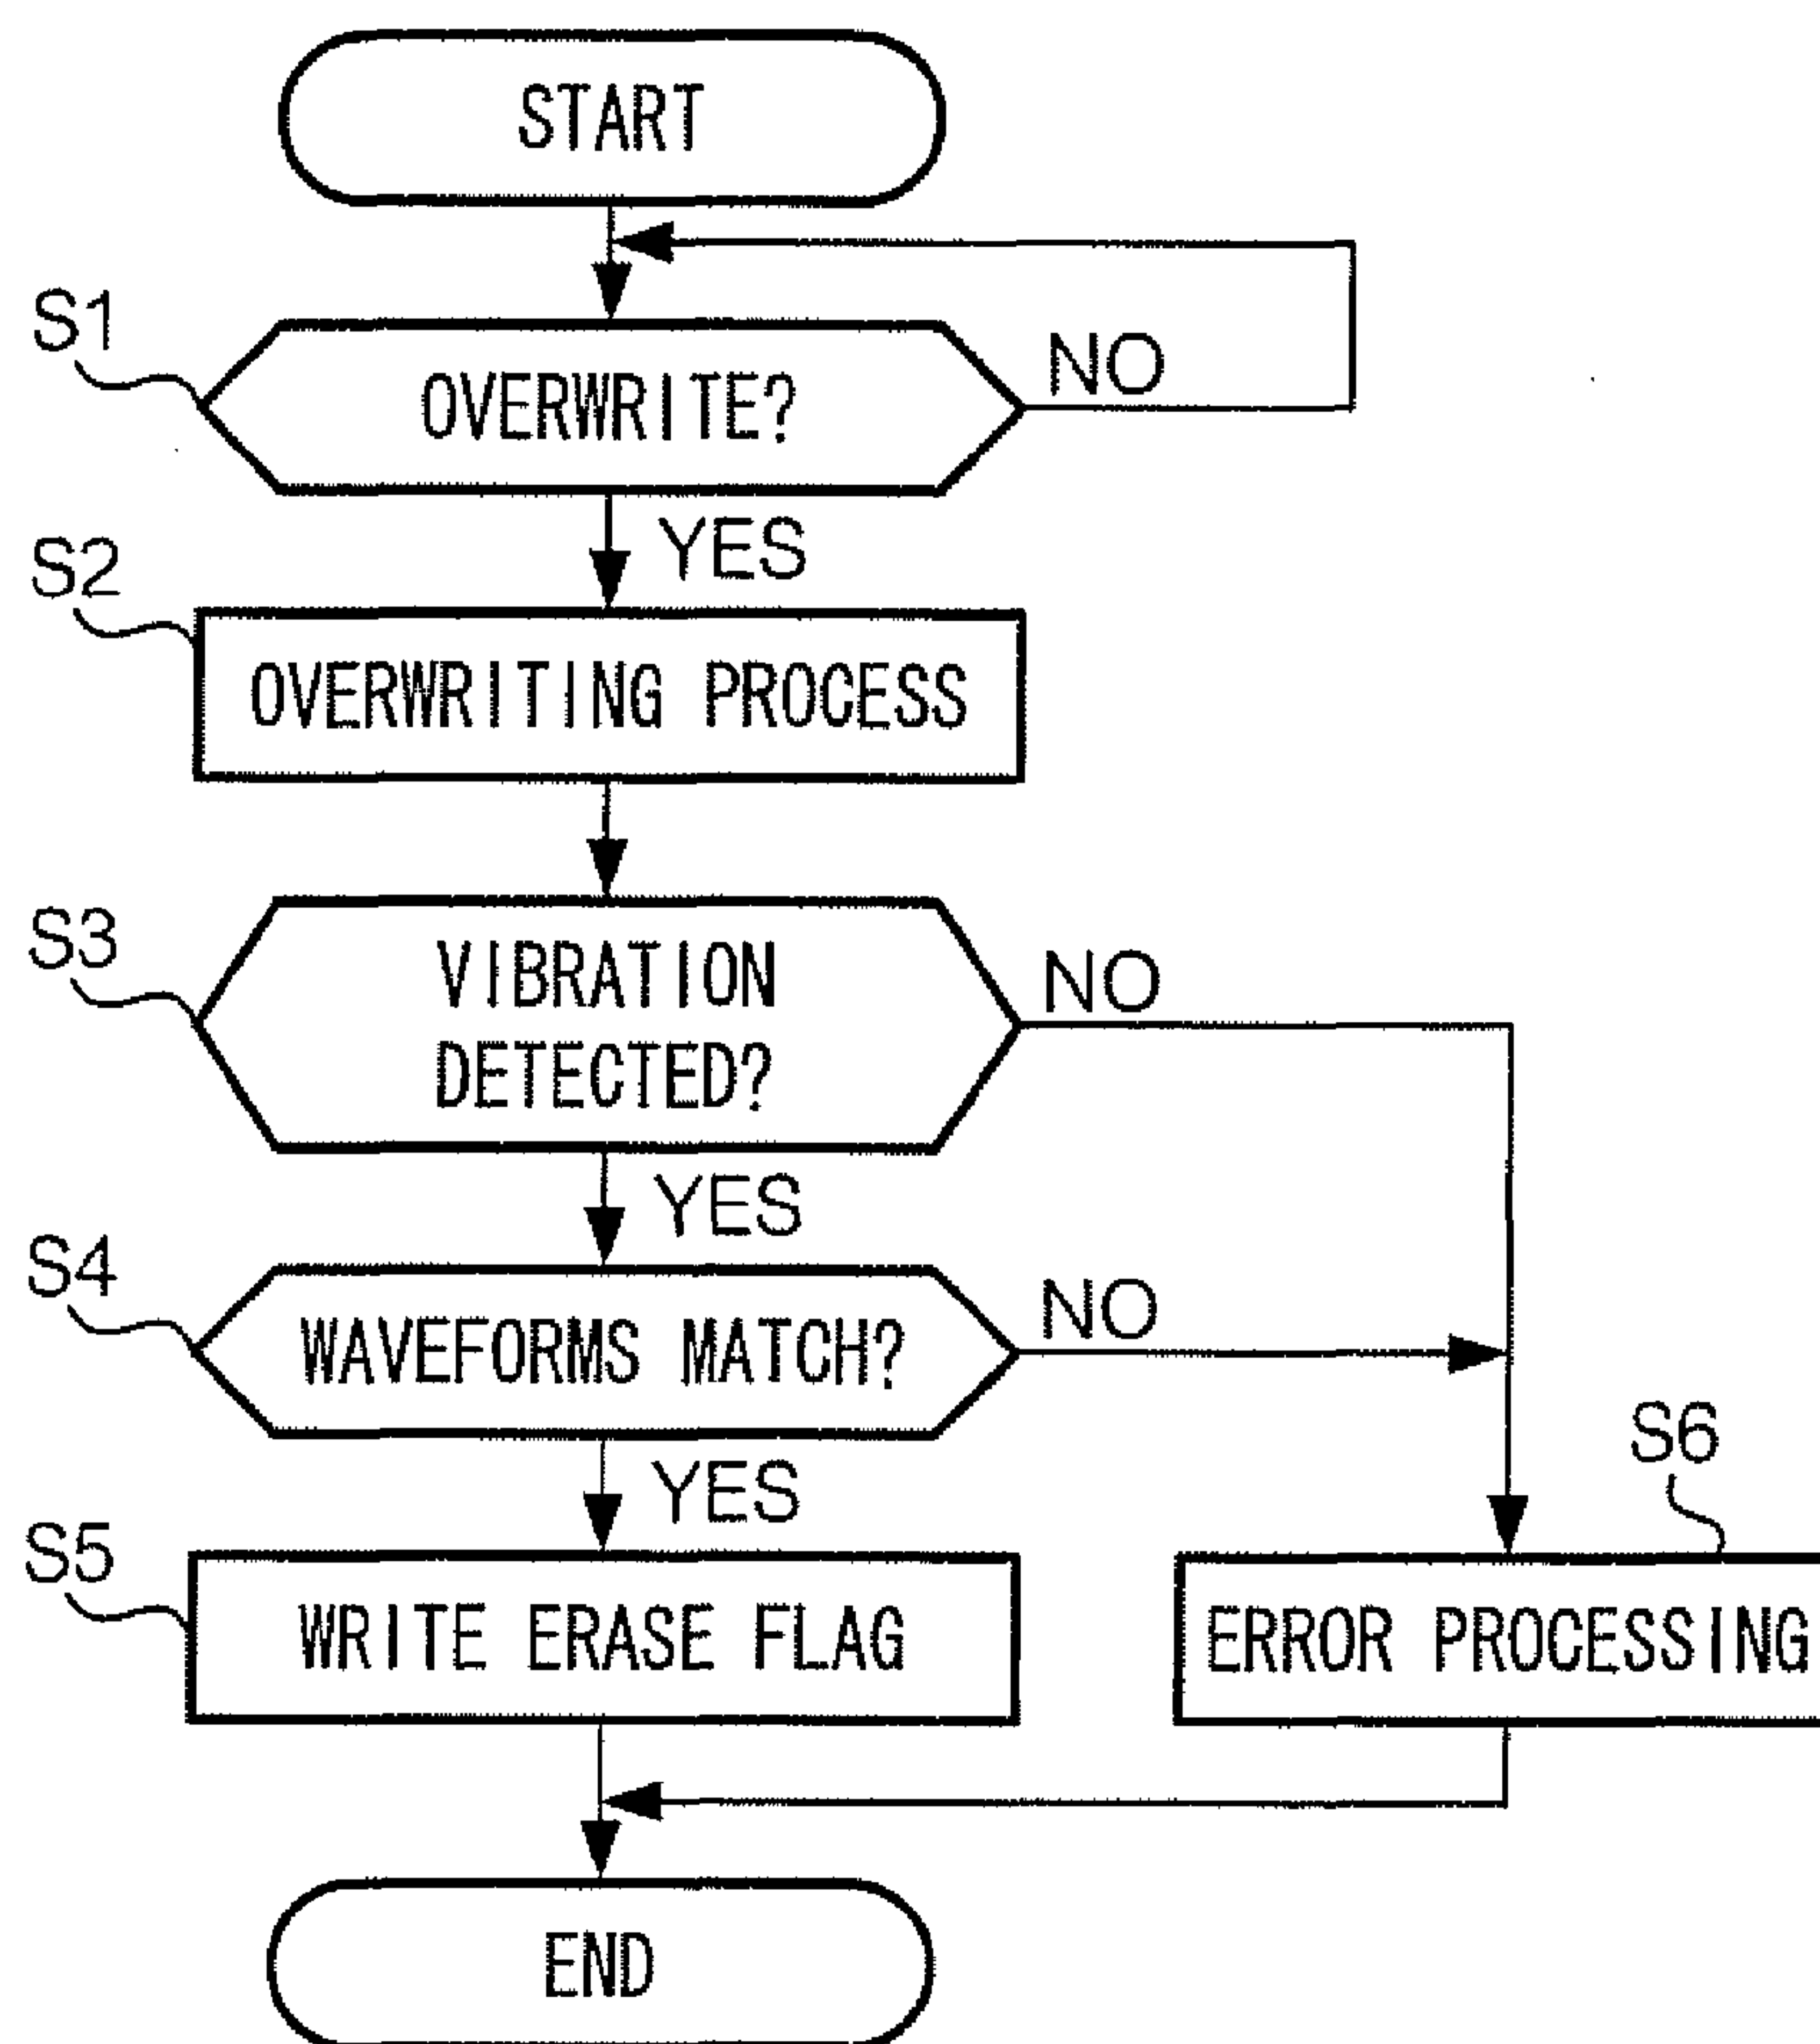 START
S1
OVERWRITE?
NO
YES
S2
OVERWRITING PROCESS
S3
VIBRATION
DETECTED?
NO
YES
S4
WAVEFORMS MATCH?
NO
YES
S5
WRITE ERASE FLAG
S6
ERROR PROCESSING
END